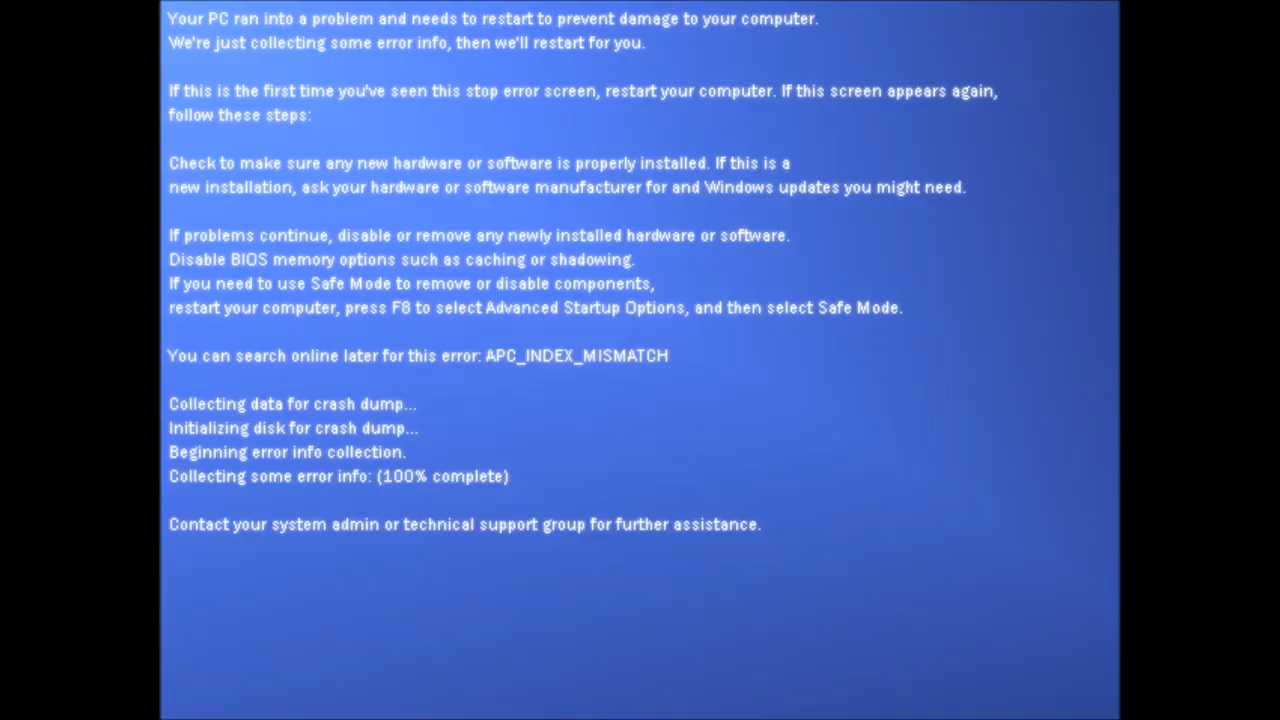 Your PC ran into a problem and needs to restart to prevent damage to your computer.
We're just collecting some error info, then we'll restart for you.
If this is the first time you've seen this stop error screen, restart your computer. If this screen appears again,
follow these steps:
Check to make sure any new hardware or software is properly installed. If this is a
new installation, ask your hardware or software manufacturer for and Windows updates you might need.
If problems continue, disable or remove any newly installed hardware or software.
Disable BIOS memory options such as caching or shadowing.
If you need to use Safe Mode to remove or disable components,
restart your computer, press F8 to select Advanced Startup Options, and then select Safe Mode.
You can search online later for this error: APC_INDEX_MISMATCH
Collecting data for crash dump...
Initializing disk for crash dump...
Beginning error info collection.
Collecting some error info: (100% complete)
Contact your system admin or technical support group for further assistance.